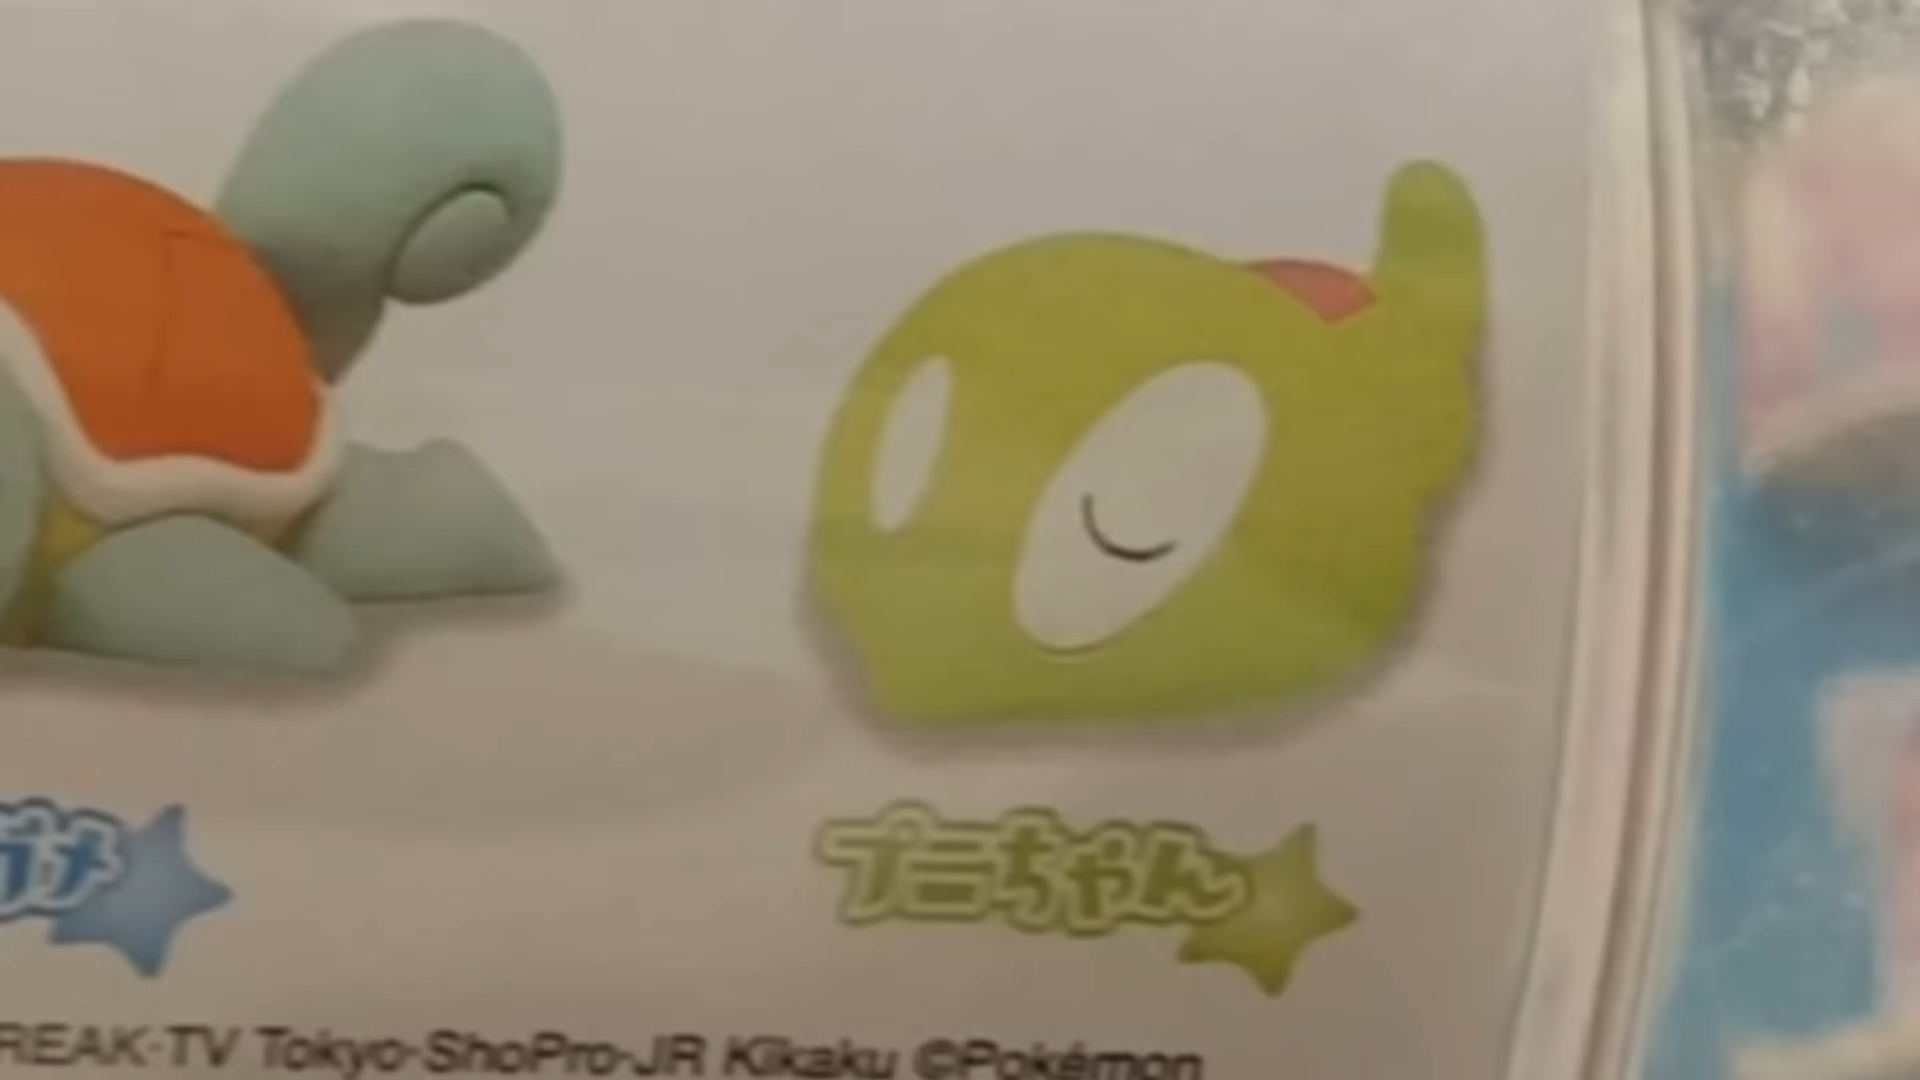 プニちゃん
REAK·TV Tokyo·ShoPro·JR Kikaku ©Pokémon